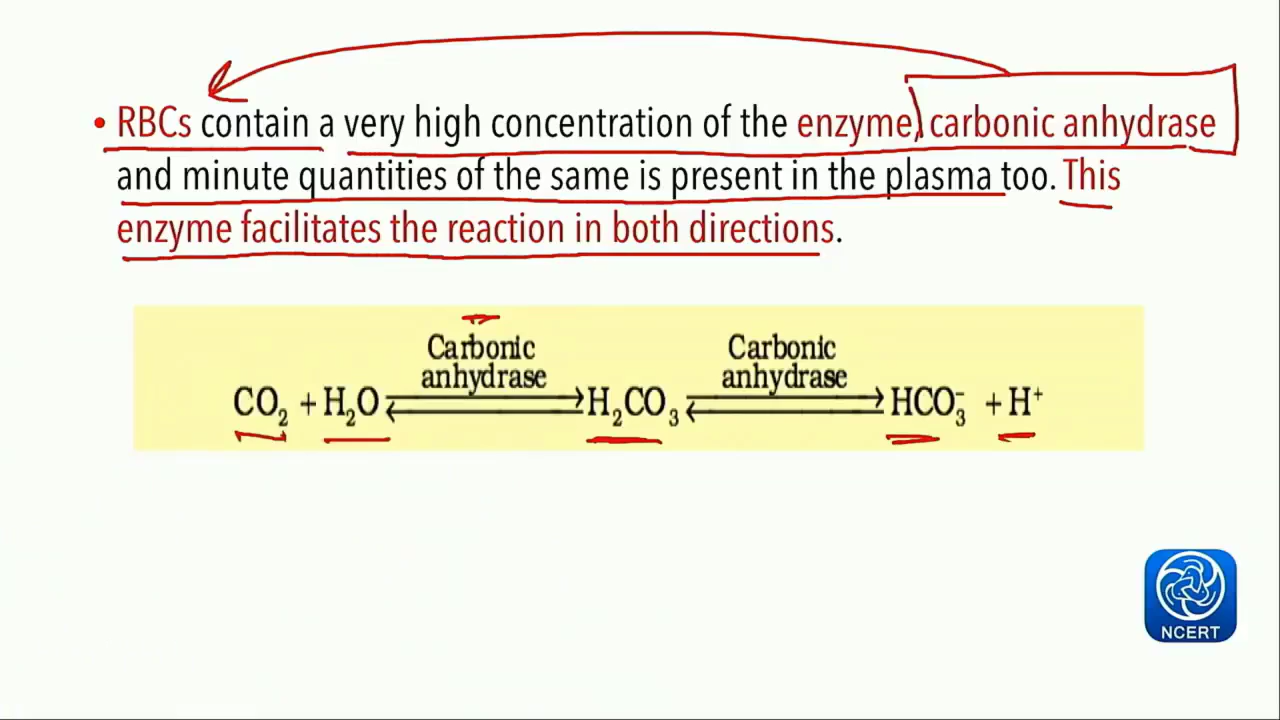 • RBCs contain a very high concentration of the enzyme, carbonic anhydrase
and minute quantities of the same is present in the plasma too. This
enzyme facilitates the reaction in both directions.
Carbonic Carbonic
anhydrase anhydrase
CO₂ + H₂O ⇌ H₂CO₃ ⇌ HCO₃⁻ + H⁺
NCERT